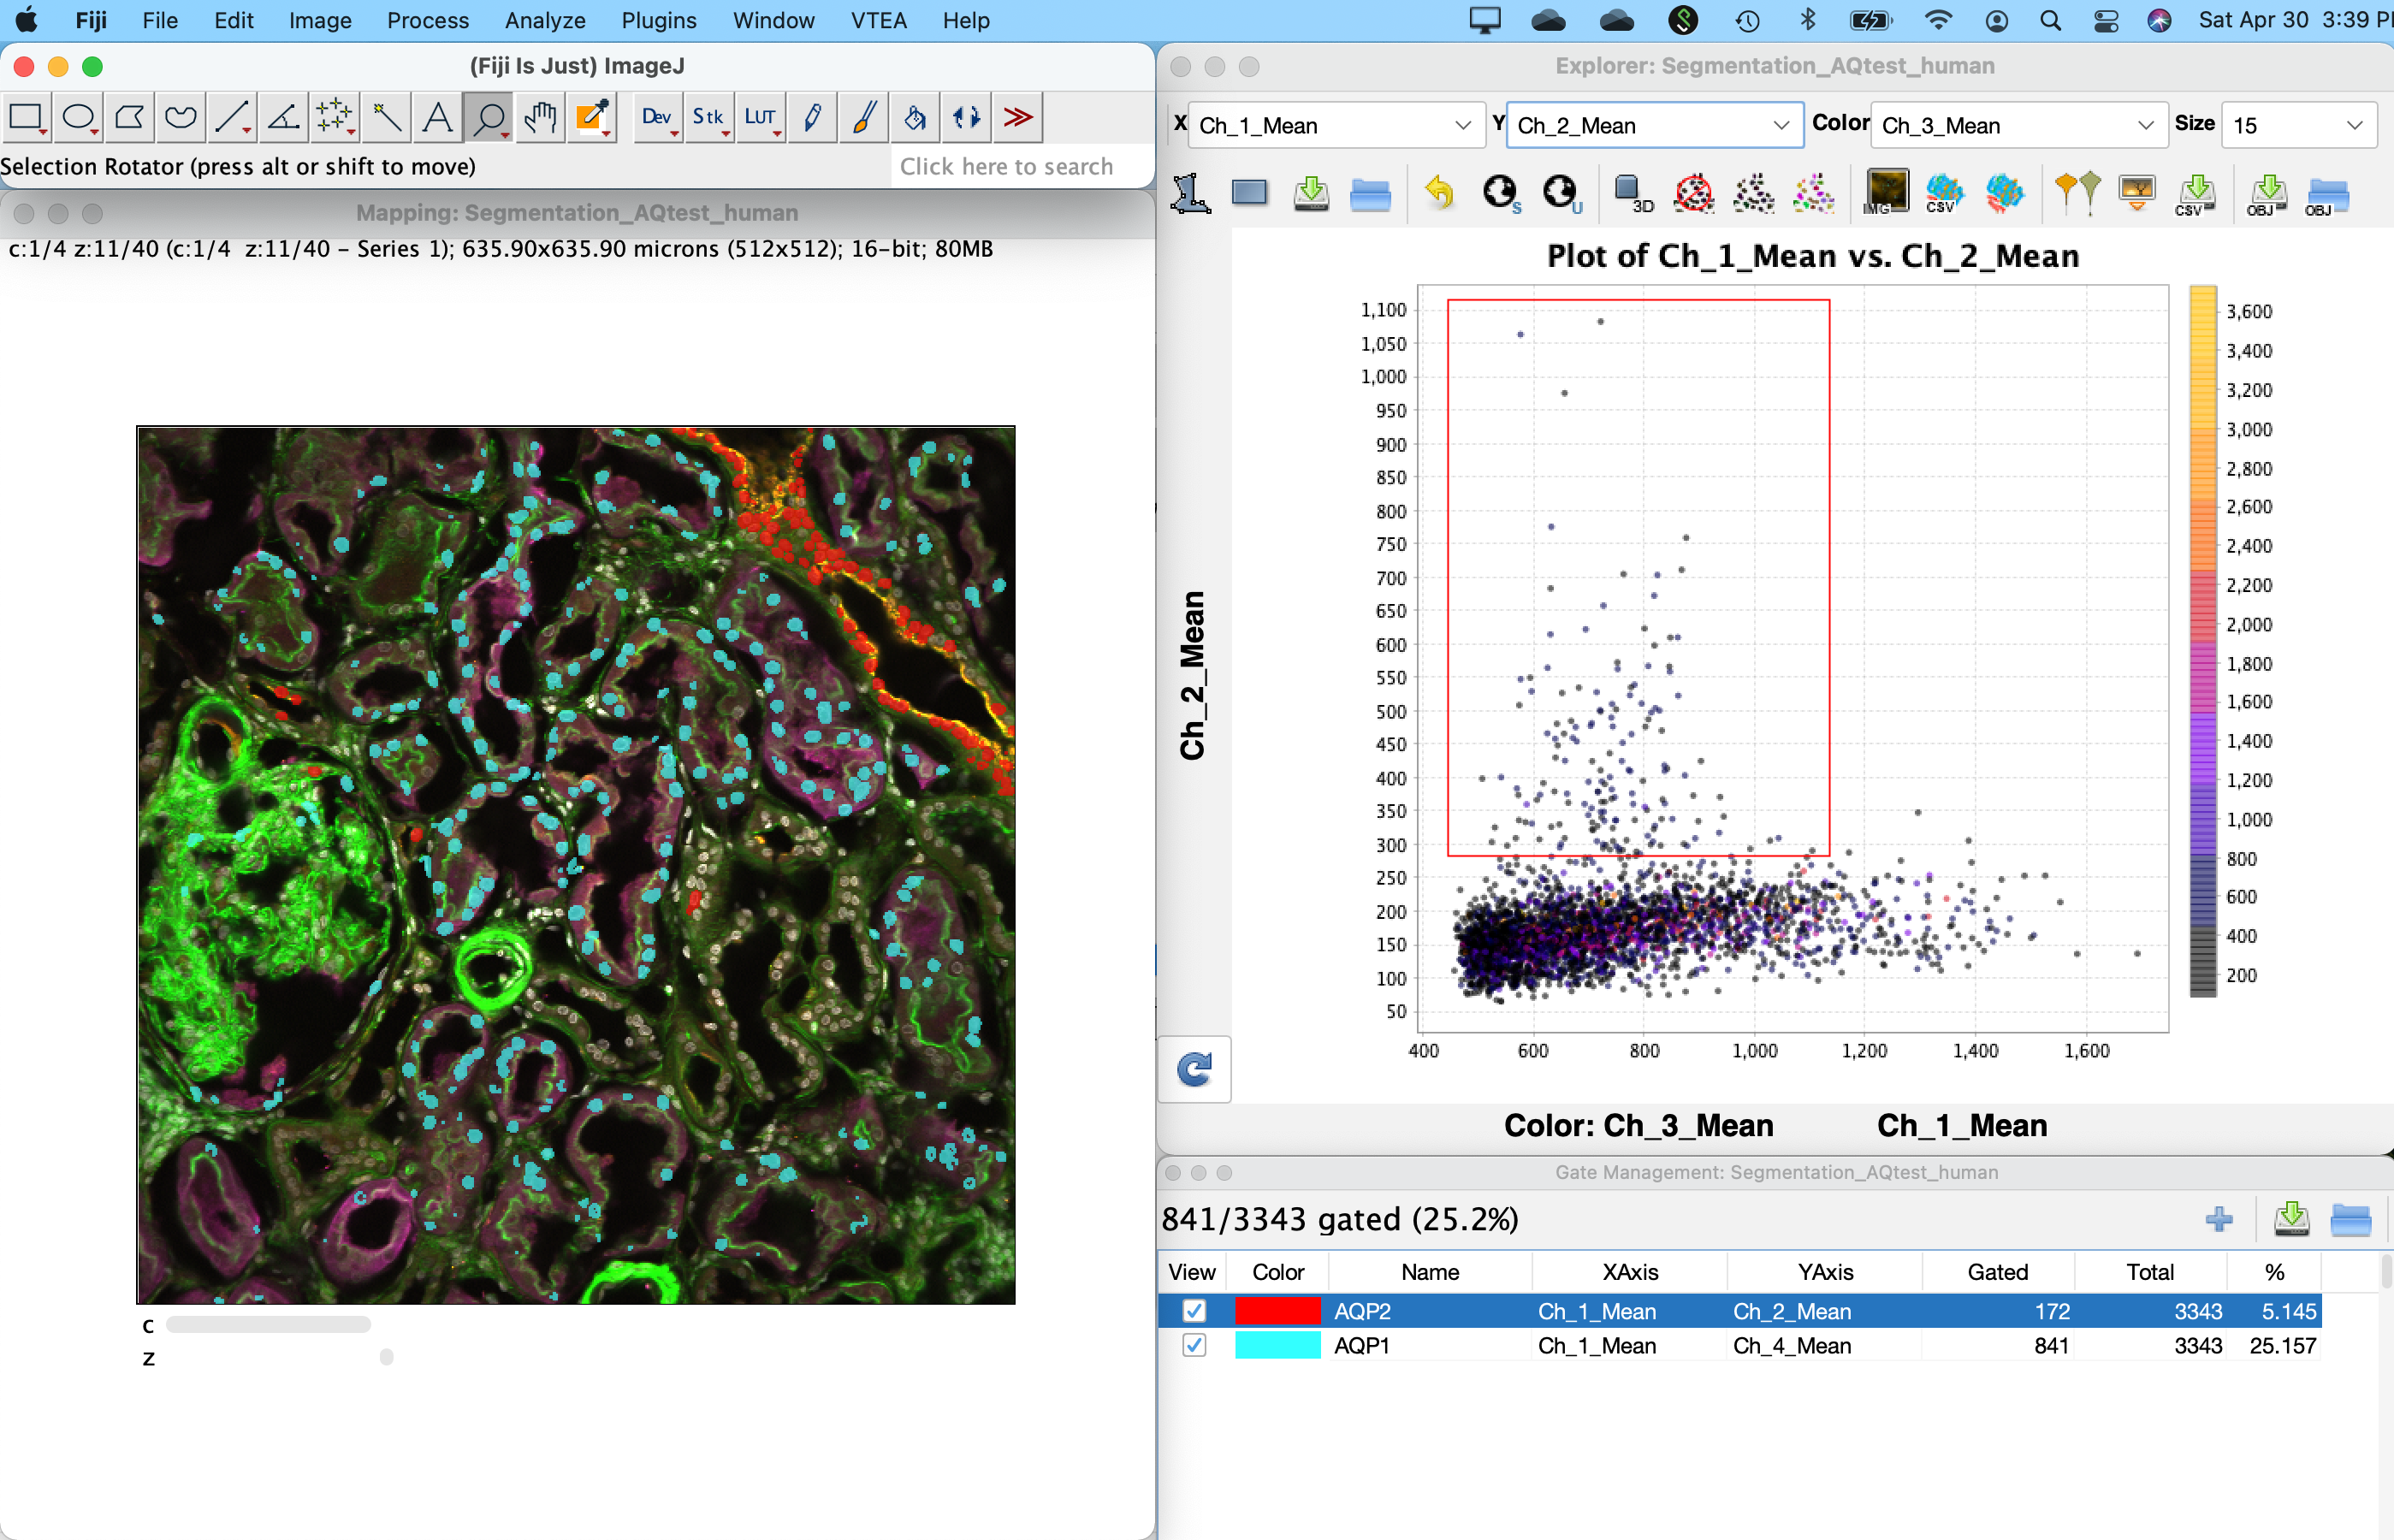 Fiji File Edit Image Process Analyze Plugins Window VTEA Help Sat Apr 30 3:39
(Fiji Is Just) ImageJ
Dev Stk LUT
Selection Rotator (press alt or shift to move) Click here to search
Mapping: Segmentation_AQtest_human
c:1/4 z:11/40 (c:1/4 z:11/40 - Series 1); 635.90x635.90 microns (512x512); 16-bit; 80MB
c
z
Explorer: Segmentation_AQtest_human
X Ch_1_Mean Y Ch_2_Mean Color Ch_3_Mean Size 15
S U 3D IMG CSV CSV OBJ OBJ
Plot of Ch_1_Mean vs. Ch_2_Mean
Ch_2_Mean
1,100
1,050
1,000
950
900
850
800
750
700
650
600
550
500
450
400
350
300
250
200
150
100
50
400 600 800 1,000 1,200 1,400 1,600
3,600
3,400
3,200
3,000
2,800
2,600
2,400
2,200
2,000
1,800
1,600
1,400
1,200
1,000
800
600
400
200
Color: Ch_3_Mean Ch_1_Mean
Gate Management: Segmentation_AQtest_human
841/3343 gated (25.2%)
View Color Name XAxis YAxis Gated Total %
AQP2 Ch_1_Mean Ch_2_Mean 172 3343 5.145
AQP1 Ch_1_Mean Ch_4_Mean 841 3343 25.157